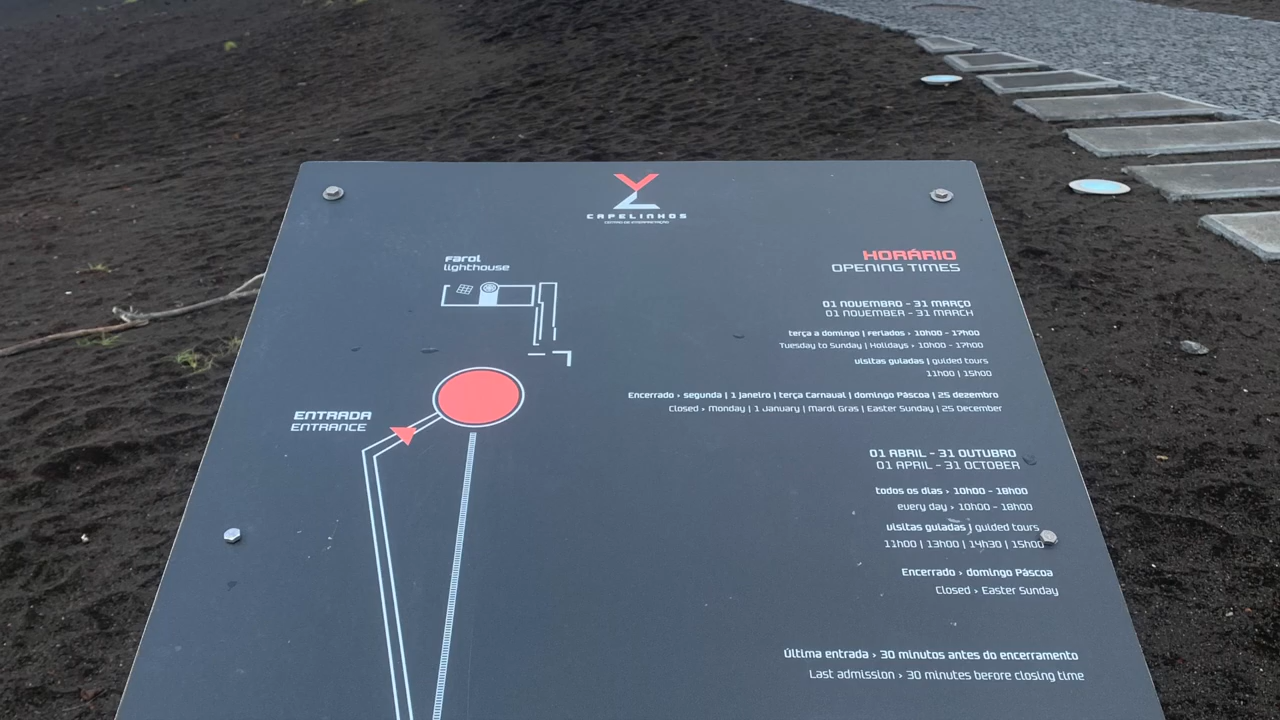 CAPELINHOS
CENTRO DE INTERPRETAÇÃO
Farol
lighthouse
ENTRADA
ENTRANCE
HORÁRIO
OPENING TIMES
01 NOVEMBRO - 31 MARÇO
01 NOVEMBER - 31 MARCH
terça a domingo | Feriados > 10h00 - 17h00
Tuesday to Sunday | Holidays > 10h00 - 17h00
visitas guiadas | guided tours
11h00 | 15h00
Encerrado > segunda | 1 janeiro | terça Carnaval | domingo Páscoa | 25 dezembro
Closed > Monday | 1 January | Mardi Gras | Easter Sunday | 25 December
01 ABRIL - 31 OUTUBRO
01 APRIL - 31 OCTOBER
todos os dias > 10h00 - 18h00
every day > 10h00 - 18h00
visitas guiadas | guided tours
11h00 | 13h00 | 14h30 | 15h00
Encerrado > domingo Páscoa
Closed > Easter Sunday
Última entrada > 30 minutos antes do encerramento
Last admission > 30 minutes before closing time